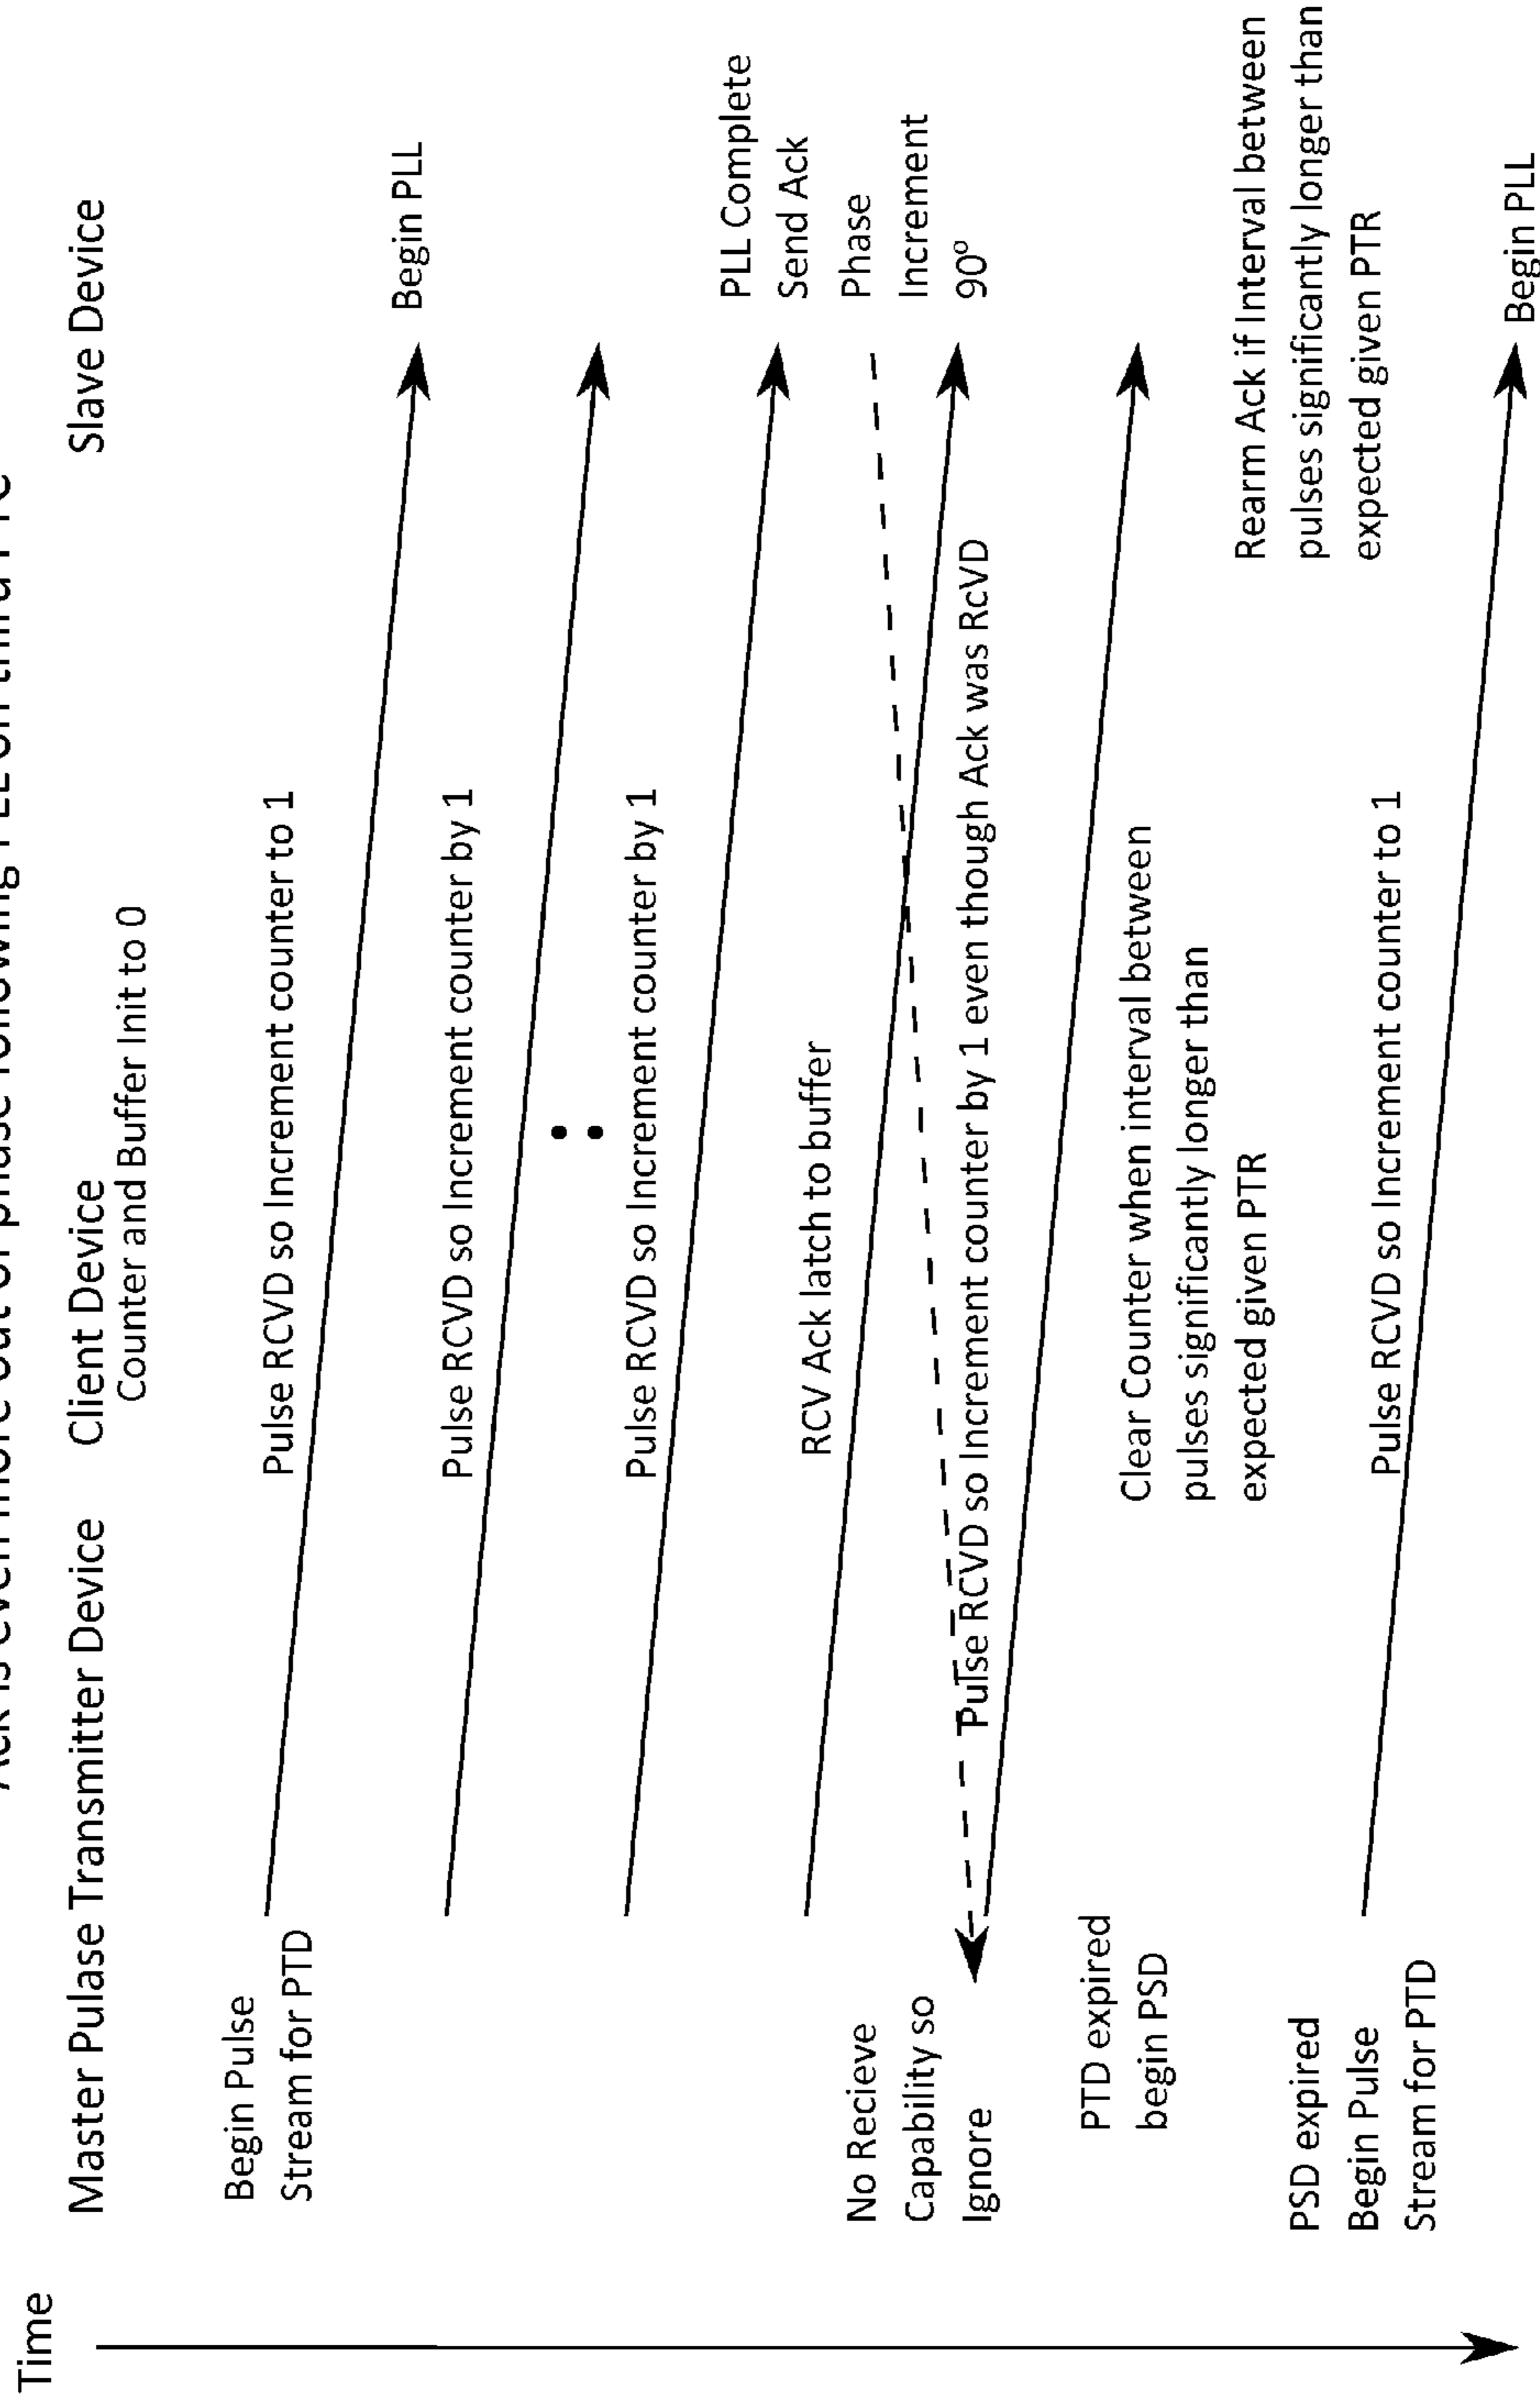 Ack is even more out of phase following PLL on third PTC
Time
Master Pulase Transmitter Device
Client Device
Slave Device
Counter and Buffer Init to 0
Begin Pulse
Stream for PTD
Pulse RCVD so Increment counter to 1
Begin PLL
Pulse RCVD so Increment counter by 1
Pulse RCVD so Increment counter by 1
PLL Complete
Send Ack
Phase
Increment
90º
RCV Ack latch to buffer
No Recieve
Capability so
Ignore
Pulse RCVD so Increment counter by 1 even though Ack was RcVD
PTD expired
begin PSD
Clear Counter when interval between
pulses significantly longer than
expected given PTR
Rearm Ack if Interval between
pulses significantly longer than
expected given PTR
PSD expired
Begin Pulse
Stream for PTD
Pulse RCVD so Increment counter to 1
Begin PLL